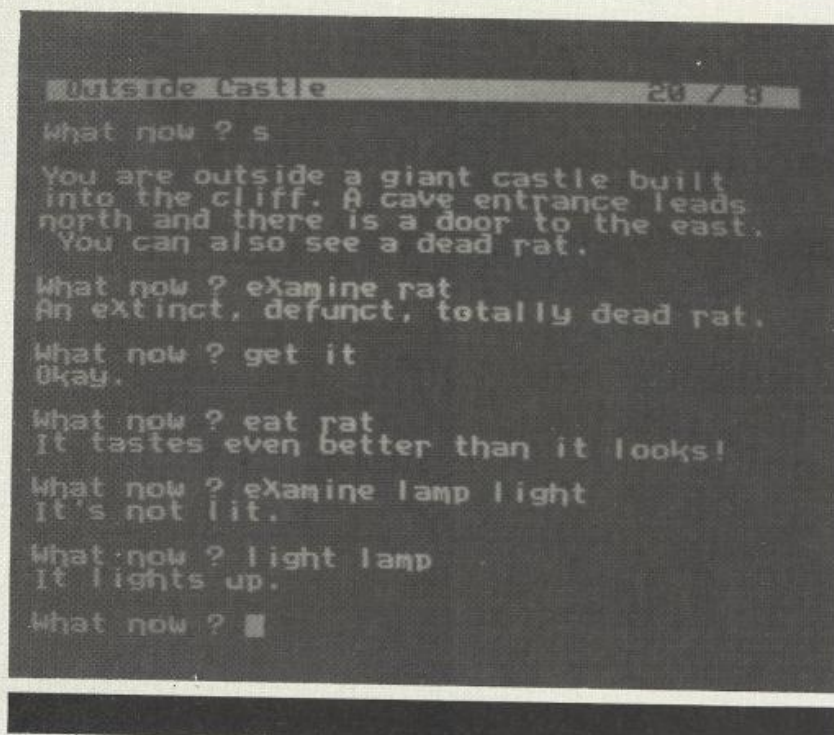 Outside Castle 20 / 9
What now ? s
You are outside a giant castle built
into the cliff. A cave entrance leads
north and there is a door to the east.
You can also see a dead rat.
What now ? eXamine rat
An eXtinct, defunct, totally dead rat.
What now ? get it
Okay.
What now ? eat rat
It tastes even better than it looks!
What now ? eXamine lamp light
It's not lit.
What now ? light lamp
It lights up.
What now ?